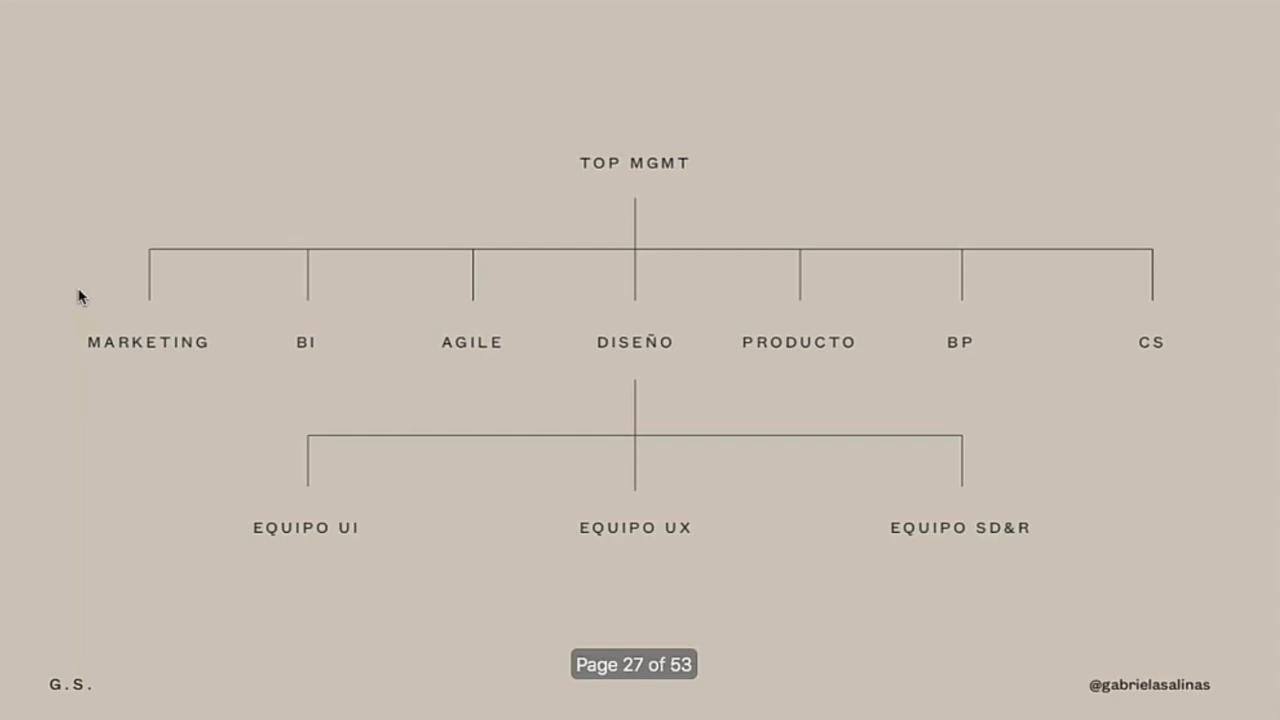 TOP MGMT
MARKETING BI AGILE DISEÑO PRODUCTO BP CS
EQUIPO UI EQUIPO UX EQUIPO SD&R
Page 27 of 53
G.S. @gabrielasalinas